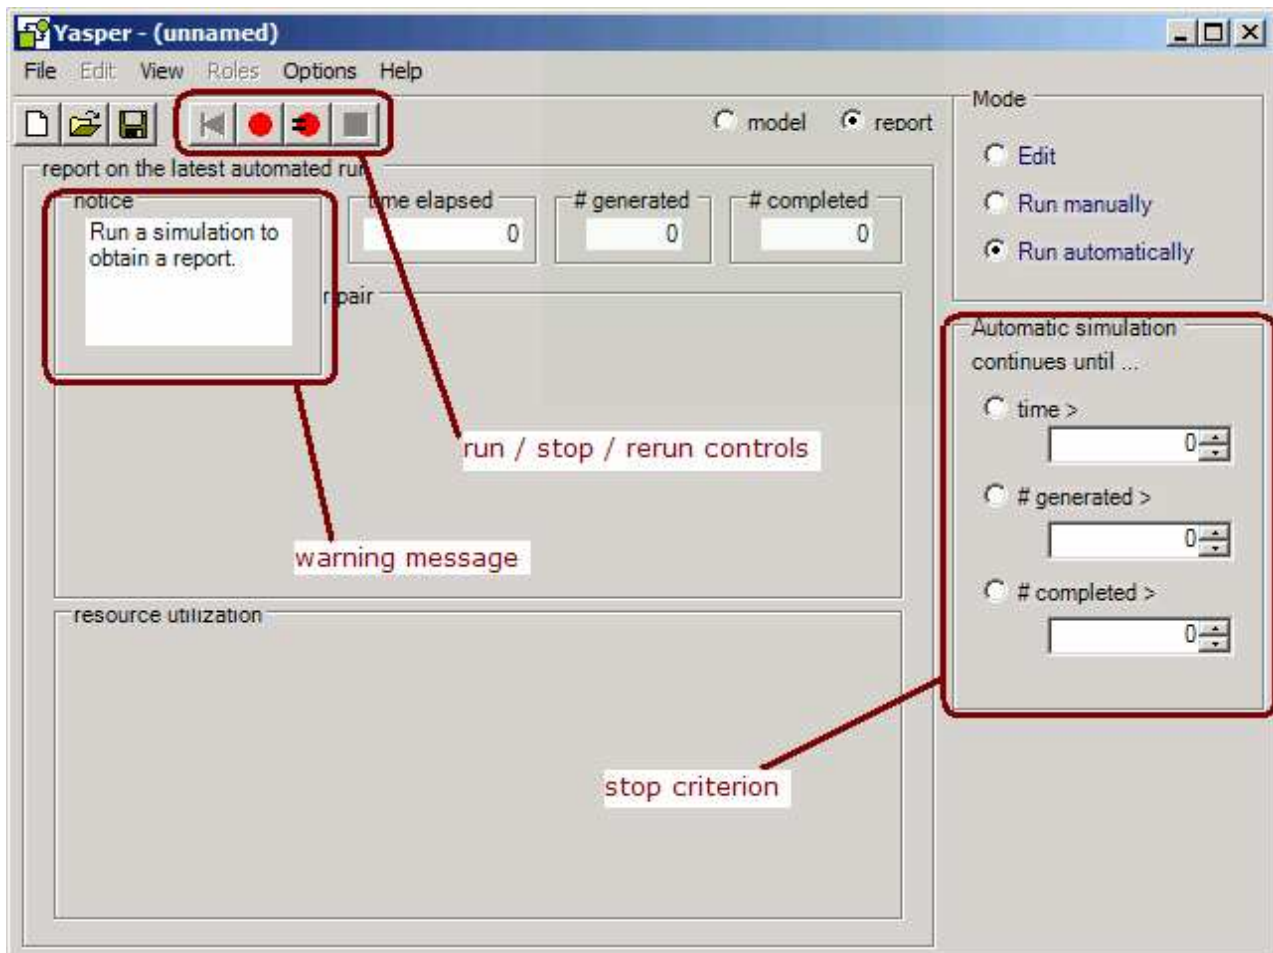 Yasper - (unnamed)
File Edit View Roles Options Help
model report
Mode
Edit
Run manually
Run automatically
report on the latest automated run
notice
Run a simulation to
obtain a report.
time elapsed
0
# generated
0
# completed
0
r pair
Automatic simulation
continues until ...
time >
0
# generated >
0
# completed >
0
run / stop / rerun controls
warning message
resource utilization
stop criterion